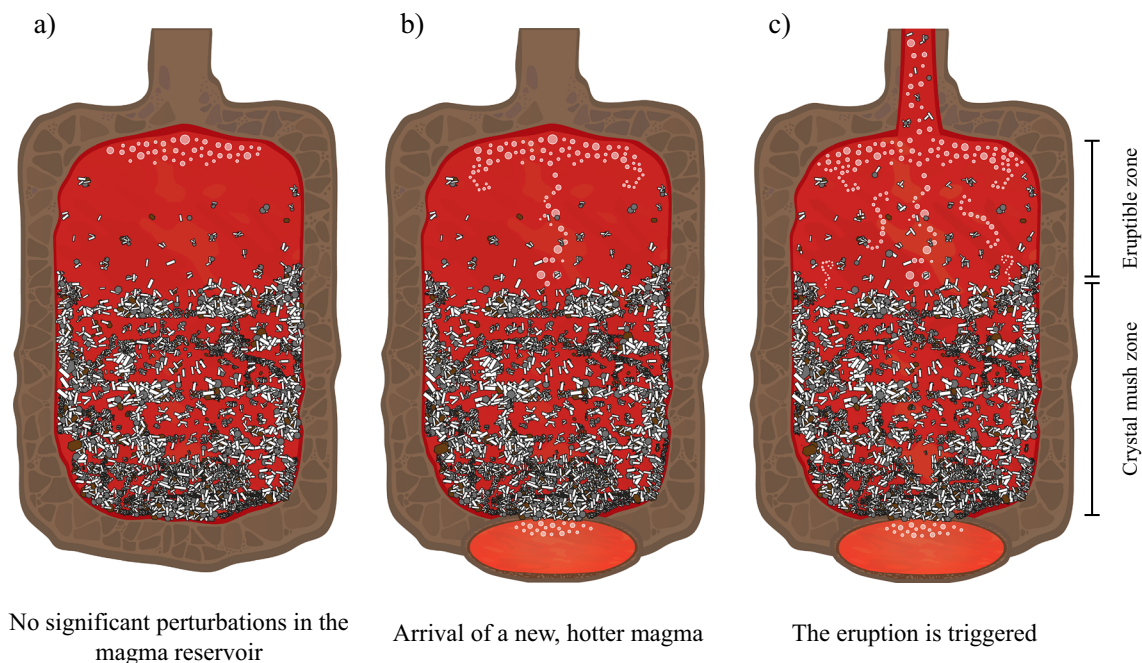 a)
b)
c)
Eruptible zone
Crystal mush zone
No significant perturbations in the
magma reservoir
Arrival of a new, hotter magma
The eruption is triggered